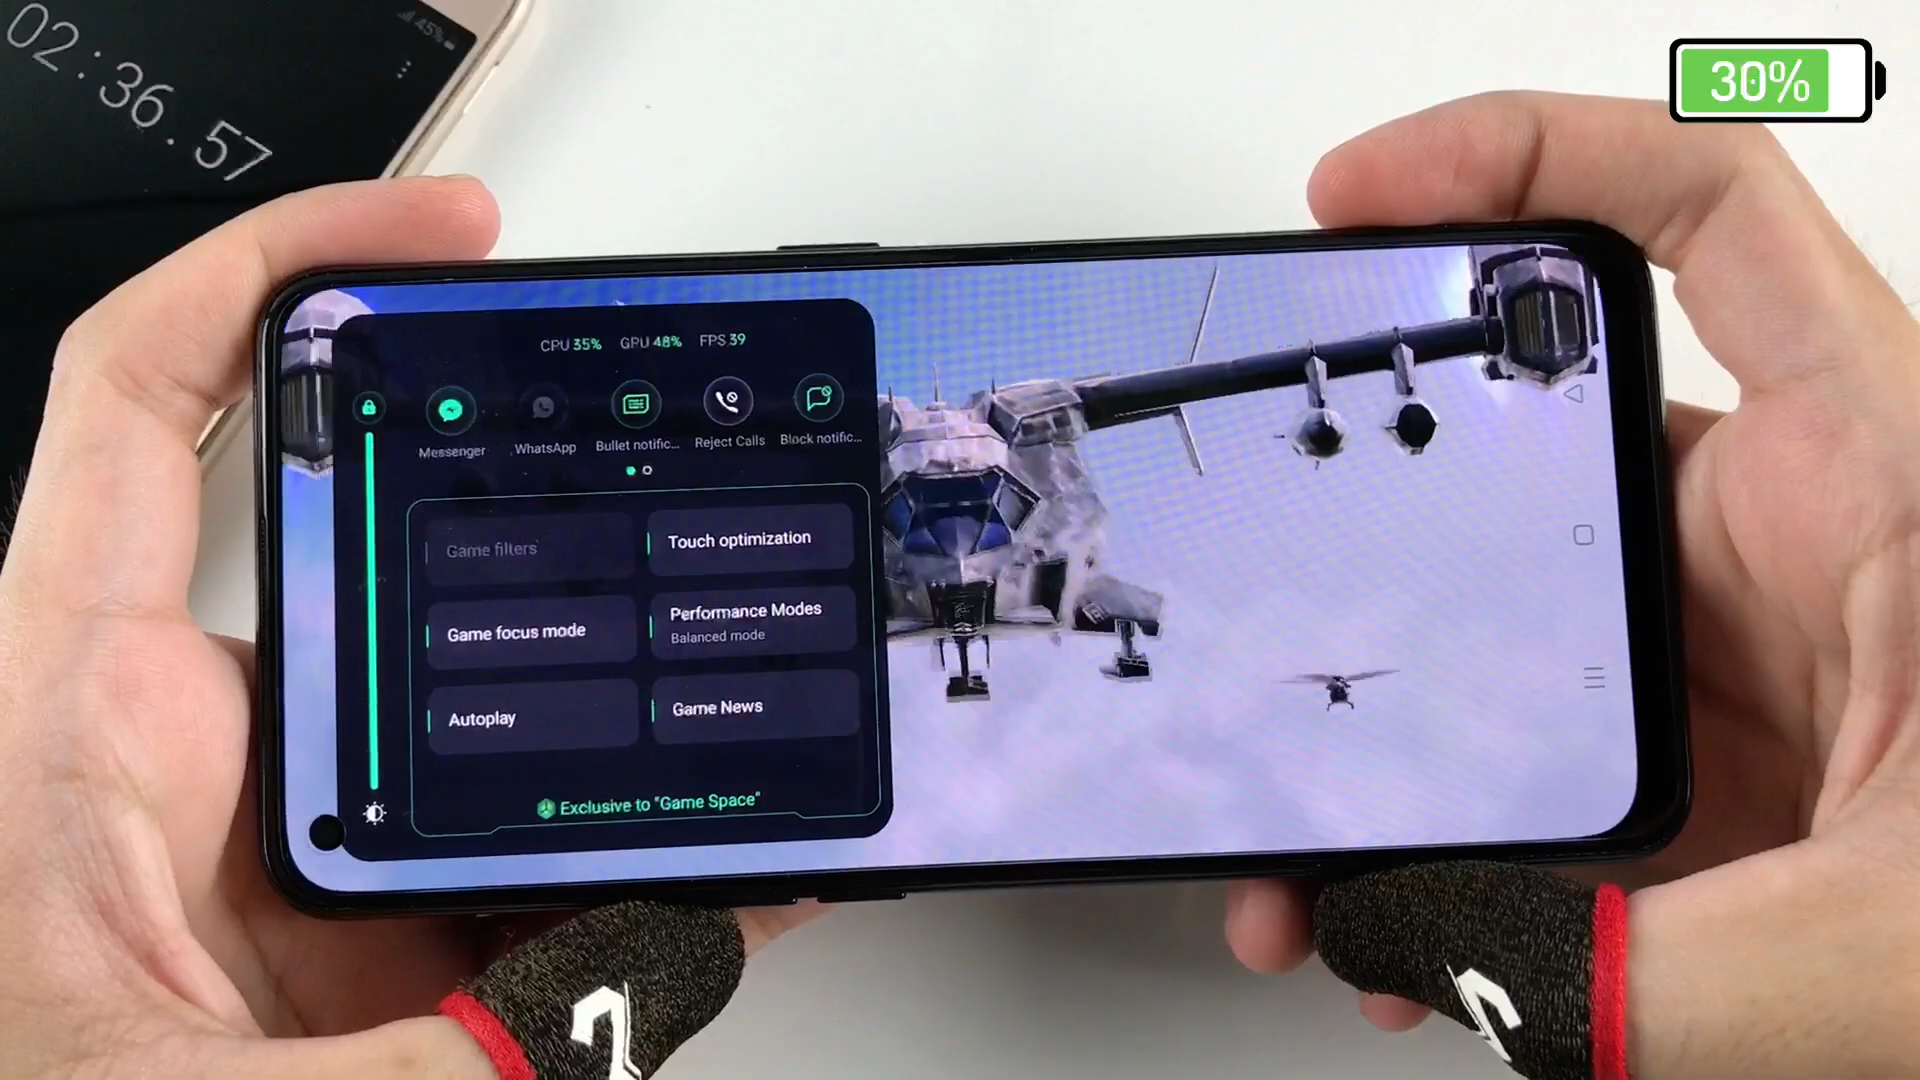 02:36.57
45%
30%
CPU 35% GPU 48% FPS 39
Messenger
WhatsApp
Bullet notific...
Reject Calls
Block notific...
Game filters
Touch optimization
Game focus mode
Performance Modes
Balanced mode
Autoplay
Game News
Exclusive to "Game Space"